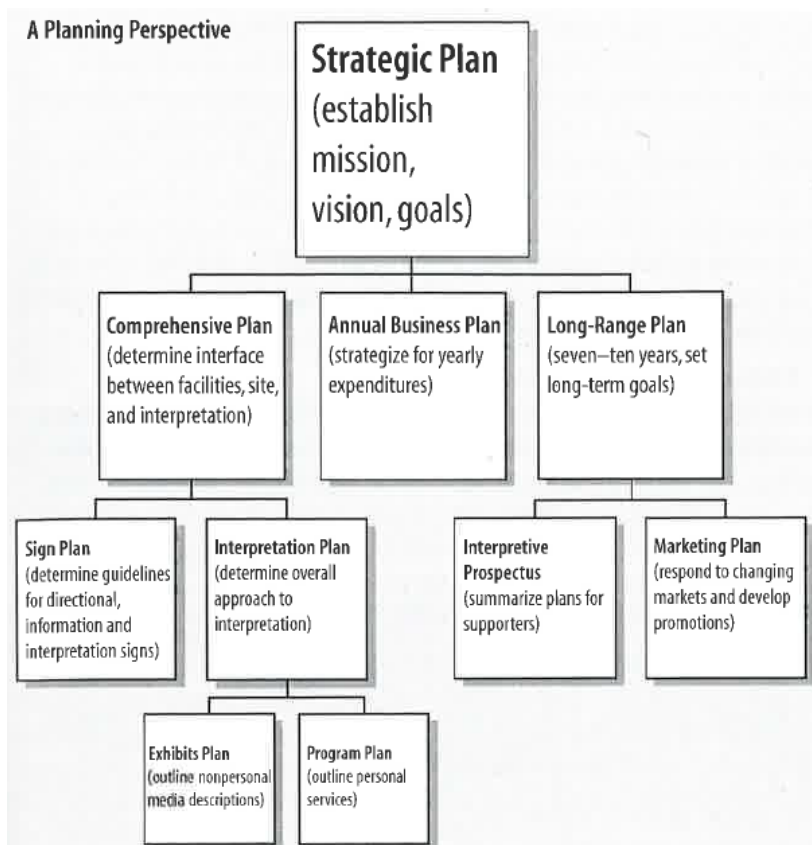 A Planning Perspective
Strategic Plan
(establish
mission,
vision, goals)
Comprehensive Plan
(determine interface
between facilities, site,
and interpretation)
Annual Business Plan
(strategize for yearly
expenditures)
Long-Range Plan
(seven–ten years, set
long-term goals)
Sign Plan
(determine guidelines
for directional,
information and
interpretation signs)
Interpretation Plan
(determine overall
approach to
interpretation)
Interpretive
Prospectus
(summarize plans for
supporters)
Marketing Plan
(respond to changing
markets and develop
promotions)
Exhibits Plan
(outline nonpersonal
media descriptions)
Program Plan
(outline personal
services)